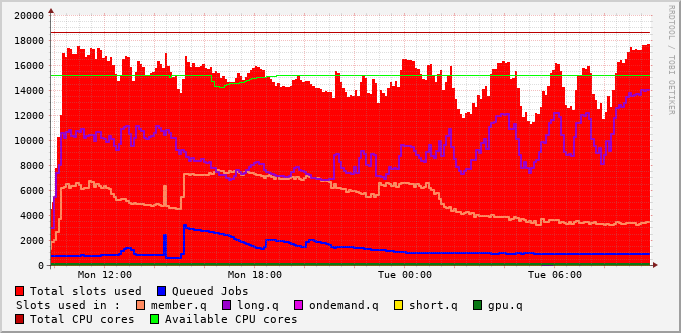 20000
18000
16000
14000
12000
10000
8000
6000
4000
2000
0
Mon 12:00 Mon 18:00 Tue 00:00 Tue 06:00
Total slots used Queued Jobs
Slots used in : member.q long.q ondemand.q short.q gpu.q
Total CPU cores Available CPU cores
RRDTOOL / TOBI OETIKER